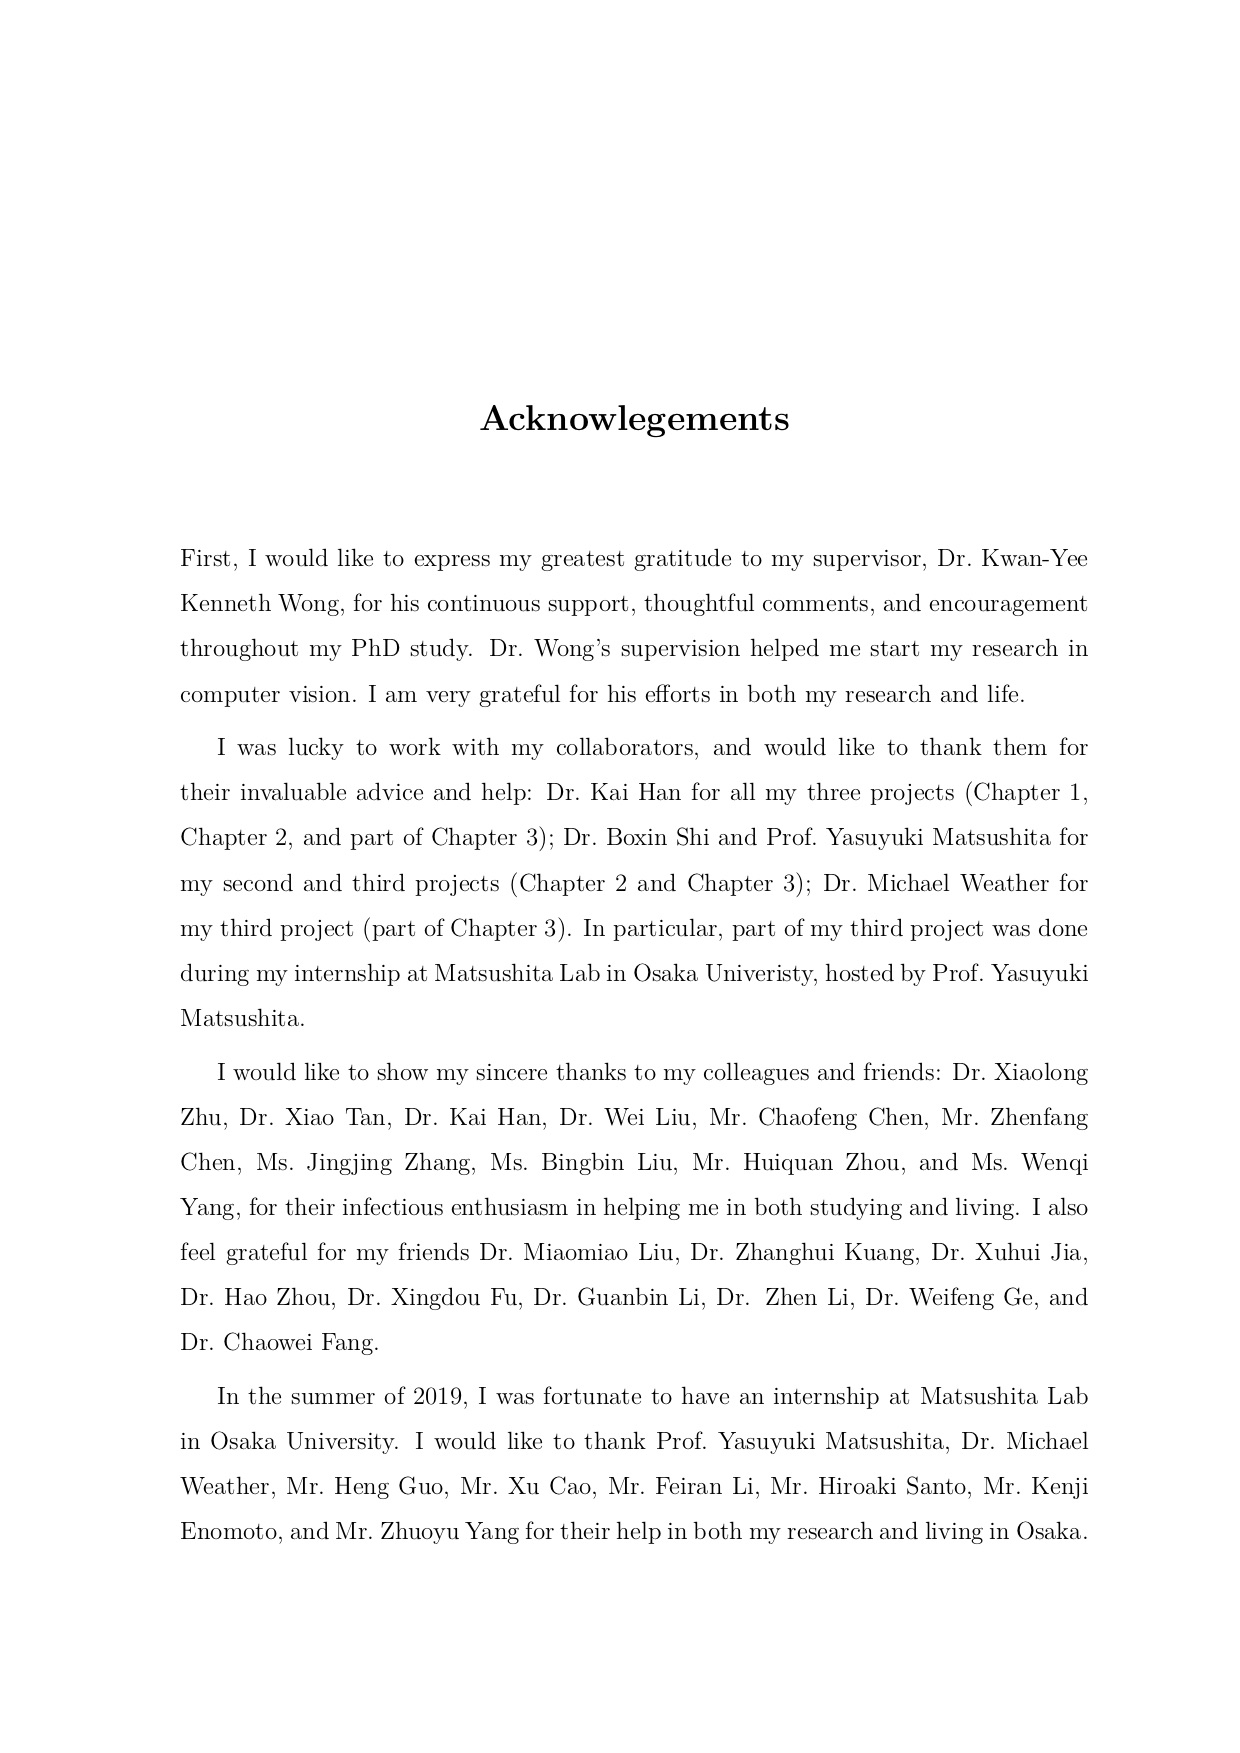 Acknowlegements
First, I would like to express my greatest gratitude to my supervisor, Dr. Kwan-Yee
Kenneth Wong, for his continuous support, thoughtful comments, and encouragement
throughout my PhD study. Dr. Wong's supervision helped me start my research in
computer vision. I am very grateful for his efforts in both my research and life.
I was lucky to work with my collaborators, and would like to thank them for
their invaluable advice and help: Dr. Kai Han for all my three projects (Chapter 1,
Chapter 2, and part of Chapter 3); Dr. Boxin Shi and Prof. Yasuyuki Matsushita for
my second and third projects (Chapter 2 and Chapter 3); Dr. Michael Weather for
my third project (part of Chapter 3). In particular, part of my third project was done
during my internship at Matsushita Lab in Osaka Univeristy, hosted by Prof. Yasuyuki
Matsushita.
I would like to show my sincere thanks to my colleagues and friends: Dr. Xiaolong
Zhu, Dr. Xiao Tan, Dr. Kai Han, Dr. Wei Liu, Mr. Chaofeng Chen, Mr. Zhenfang
Chen, Ms. Jingjing Zhang, Ms. Bingbin Liu, Mr. Huiquan Zhou, and Ms. Wenqi
Yang, for their infectious enthusiasm in helping me in both studying and living. I also
feel grateful for my friends Dr. Miaomiao Liu, Dr. Zhanghui Kuang, Dr. Xuhui Jia,
Dr. Hao Zhou, Dr. Xingdou Fu, Dr. Guanbin Li, Dr. Zhen Li, Dr. Weifeng Ge, and
Dr. Chaowei Fang.
In the summer of 2019, I was fortunate to have an internship at Matsushita Lab
in Osaka University. I would like to thank Prof. Yasuyuki Matsushita, Dr. Michael
Weather, Mr. Heng Guo, Mr. Xu Cao, Mr. Feiran Li, Mr. Hiroaki Santo, Mr. Kenji
Enomoto, and Mr. Zhuoyu Yang for their help in both my research and living in Osaka.